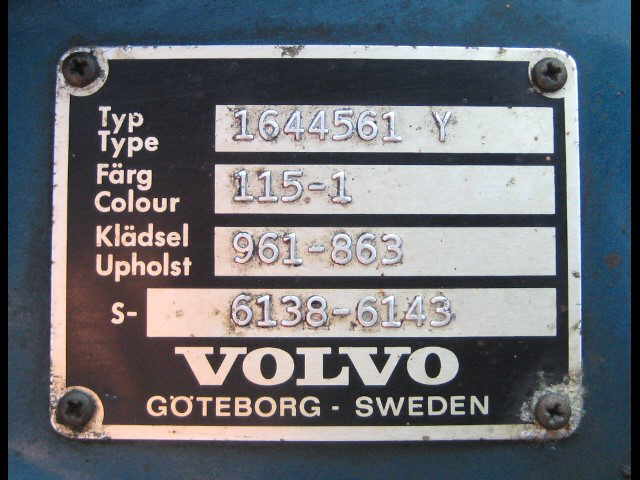 Typ
Type 1644561 Y
Färg
Colour 115-1
Klädsel
Upholst 961-863
S- 6138-6143
VOLVO
GÖTEBORG - SWEDEN